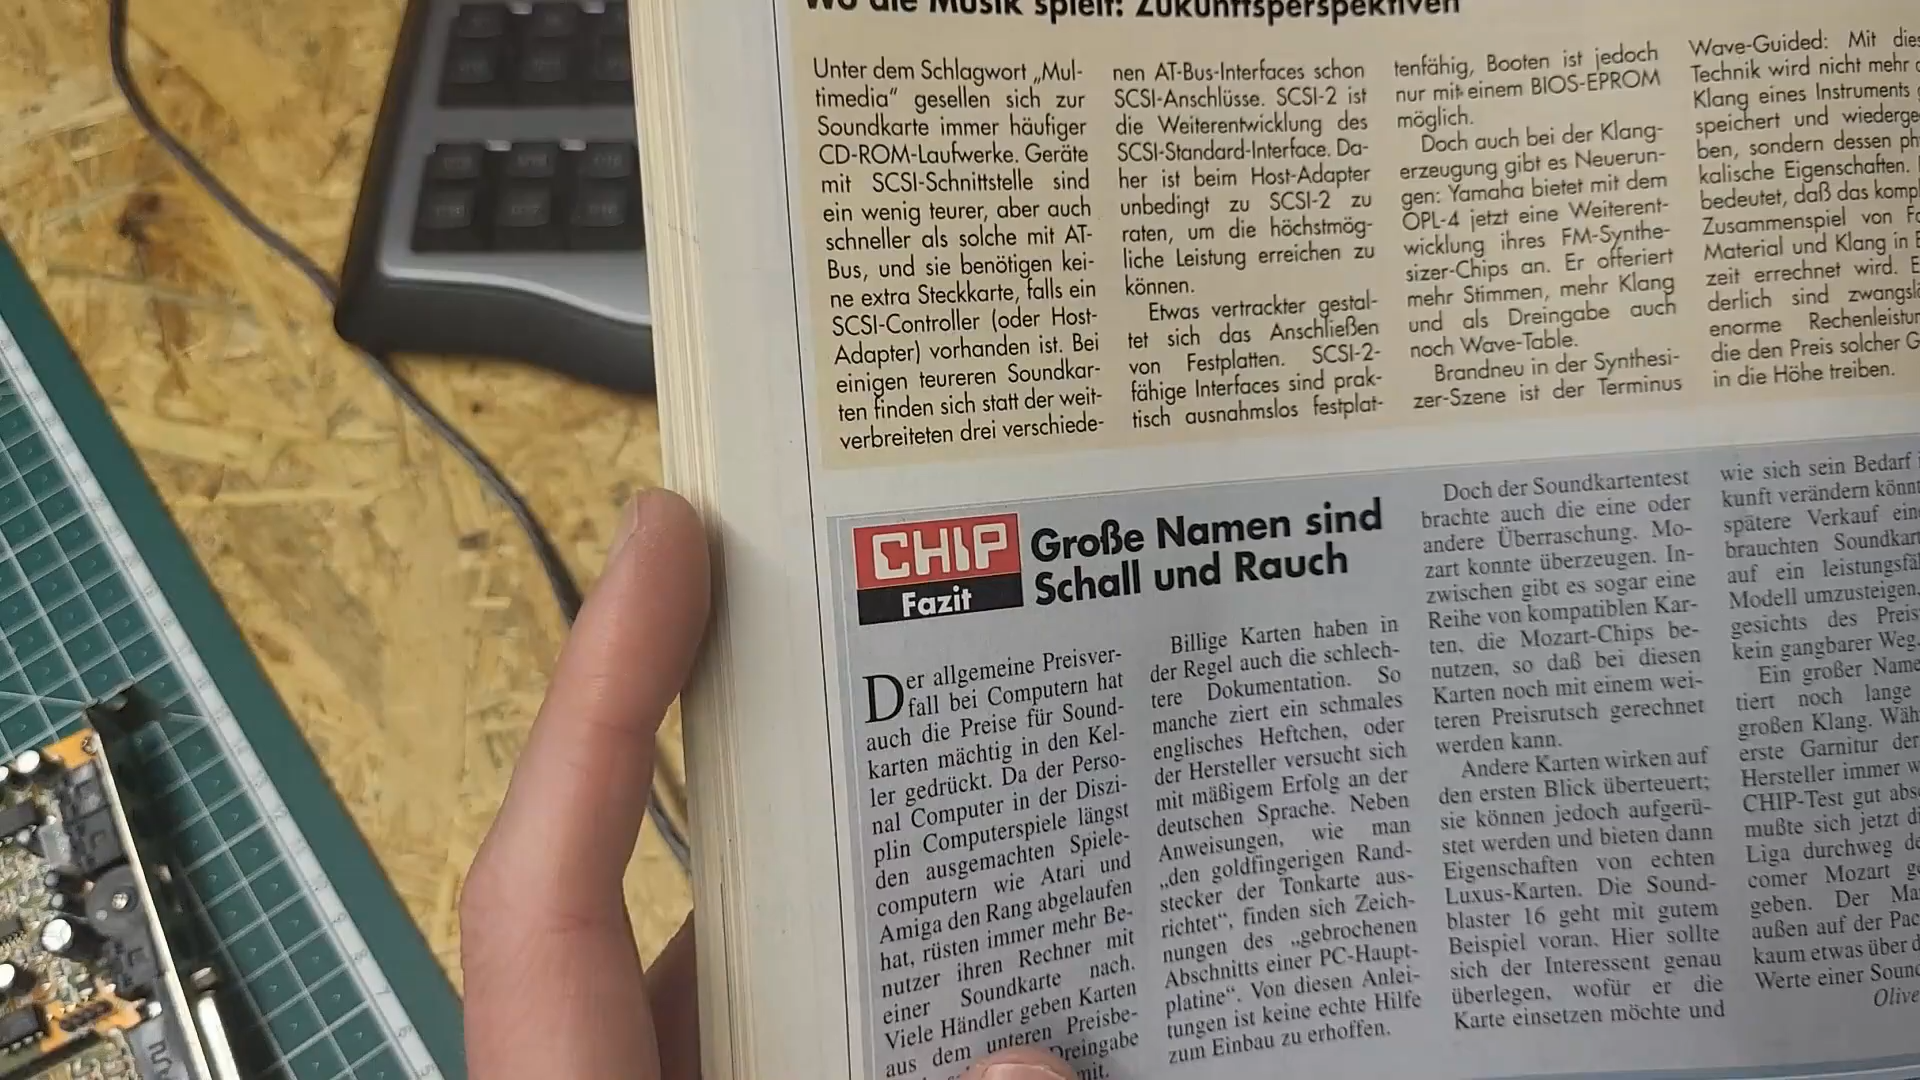 Wo die Musik spielt: Zukunftsperspektiven
Unter dem Schlagwort „Mul-
timedia“ gesellen sich zur
Soundkarte immer häufiger
CD-ROM-Laufwerke. Geräte
mit SCSI-Schnittstelle sind
ein wenig teurer, aber auch
schneller als solche mit AT-
Bus, und sie benötigen kei-
ne extra Steckkarte, falls ein
SCSI-Controller (oder Host-
Adapter) vorhanden ist. Bei
einigen teureren Soundkar-
ten finden sich statt der weit-
verbreiteten drei verschiede-
nen AT-Bus-Interfaces schon
SCSI-Anschlüsse. SCSI-2 ist
die Weiterentwicklung des
SCSI-Standard-Interface. Da-
her ist beim Host-Adapter
unbedingt zu SCSI-2 zu
raten, um die höchstmög-
liche Leistung erreichen zu
können.
Etwas vertrackter gestal-
tet sich das Anschließen
von Festplatten. SCSI-2-
fähige Interfaces sind prak-
tisch ausnahmslos festplat-
tenfähig, Booten ist jedoch
nur mit einem BIOS-EPROM
möglich.
Doch auch bei der Klang-
erzeugung gibt es Neuerun-
gen: Yamaha bietet mit dem
OPL-4 jetzt eine Weiterent-
wicklung ihres FM-Synthe-
sizer-Chips an. Er offeriert
mehr Stimmen, mehr Klang
und als Dreingabe auch
noch Wave-Table.
Brandneu in der Synthesi-
zer-Szene ist der Terminus
Wave-Guided: Mit
Technik wird nicht mehr
Klang eines Instruments
speichert und
ben, sondern dessen
kalische Eigenschaften.
bedeutet, daß das
Zusammenspiel von
Material und Klang in
zeit errechnet wird.
derlich sind
enorme
die den Preis solcher
in die Höhe treiben.
CHIP
Fazit
Große Namen sind
Schall und Rauch
Der allgemeine Preisver-
fall bei Computern hat
auch die Preise für Sound-
karten mächtig in den Kel-
ler gedrückt. Da der Perso-
nal Computer in der Diszi-
plin Computerspiele längst
den ausgemachten Spiele-
computern wie Atari und
Amiga den Rang abgelaufen
hat, rüsten immer mehr Be-
nutzer ihren Rechner mit
einer Soundkarte nach.
Viele Händler geben Karten
aus dem unteren Preisbe-
Dreingabe
mit.
Billige Karten haben in
der Regel auch die schlech-
tere Dokumentation. So
manche ziert ein schmales
englisches Heftchen, oder
der Hersteller versucht sich
mit mäßigem Erfolg an der
deutschen Sprache. Neben
Anweisungen, wie man
„den goldfingerigen Rand-
stecker der Tonkarte aus-
richtet“, finden sich Zeich-
nungen des „gebrochenen
Abschnitts einer PC-Haupt-
platine“. Von diesen Anlei-
tungen ist keine echte Hilfe
zum Einbau zu erhoffen.
Doch der Soundkartentest
brachte auch die eine oder
andere Überraschung. Mo-
zart konnte überzeugen. In-
zwischen gibt es sogar eine
Reihe von kompatiblen Kar-
ten, die Mozart-Chips be-
nutzen, so daß bei diesen
Karten noch mit einem wei-
teren Preisrutsch gerechnet
werden kann.
Andere Karten wirken auf
den ersten Blick überteuert;
sie können jedoch aufgerü-
stet werden und bieten dann
Eigenschaften von echten
Luxus-Karten. Die Sound-
blaster 16 geht mit gutem
Beispiel voran. Hier sollte
sich der Interessent genau
überlegen, wofür er die
Karte einsetzen möchte und
wie sich sein Bedarf
kunft verändern
spätere Verkauf
brauchten
auf ein
Modell umzusteigen,
gesichts des
kein gangbarer Weg.
Ein großer Name
tiert noch lange
großen Klang.
erste Garnitur der
Hersteller immer
CHIP-Test gut
mußte sich jetzt
Liga durchweg
comer Mozart
geben. Der
außen auf der
kaum etwas über
Werte einer